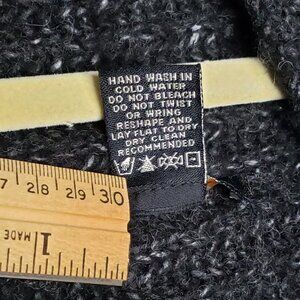 HAND WASH IN
COLD WATER
DO NOT BLEACH
DO NOT TWIST
OR WRING
RESHAPE AND
LAY FLAT TO DRY
DRY CLEAN
RECOMMENDED
7 28 29 30
1 MADE